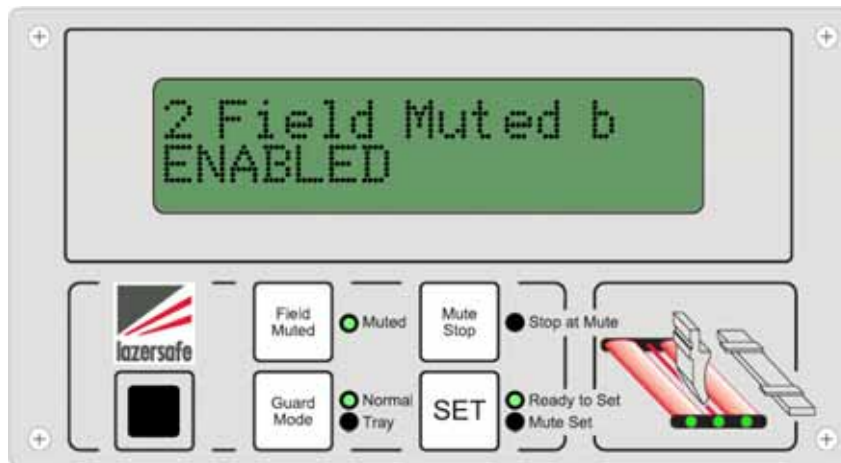 2 Field Muted b
ENABLED
lazersafe
Field
Muted
Muted
Mute
Stop
Stop at Mute
Guard
Mode
Normal
Tray
SET
Ready to Set
Mute Set